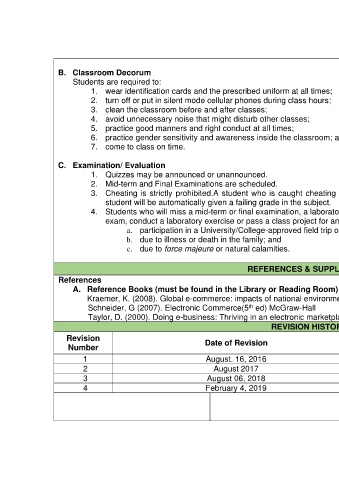 B. Classroom Decorum
Students are required to:
1. wear identification cards and the prescribed uniform at all times;
2. turn off or put in silent mode cellular phones during class hours;
3. clean the classroom before and after classes;
4. avoid unnecessary noise that might disturb other classes;
5. practice good manners and right conduct at all times;
6. practice gender sensitivity and awareness inside the classroom; a
7. come to class on time.
C. Examination/ Evaluation
1. Quizzes may be announced or unannounced.
2. Mid-term and Final Examinations are scheduled.
3. Cheating is strictly prohibited.A student who is caught cheating
student will be automatically given a failing grade in the subject.
4. Students who will miss a mid-term or final examination, a laborato
exam, conduct a laboratory exercise or pass a class project for an
a. participation in a University/College-approved field trip o
b. due to illness or death in the family; and
c. due to force majeure or natural calamities.
REFERENCES & SUPPL
References
A. Reference Books (must be found in the Library or Reading Room)
Kraemer, K. (2008). Global e-commerce: impacts of national environme
Schneider, G (2007). Electronic Commerce(5th ed) McGraw-Hall
Taylor, D. (2000). Doing e-business: Thriving in an electronic marketpla
REVISION HISTOR
Revision Number Date of Revision
1 August. 16, 2016
2 August 2017
3 August 06, 2018
4 February 4, 2019